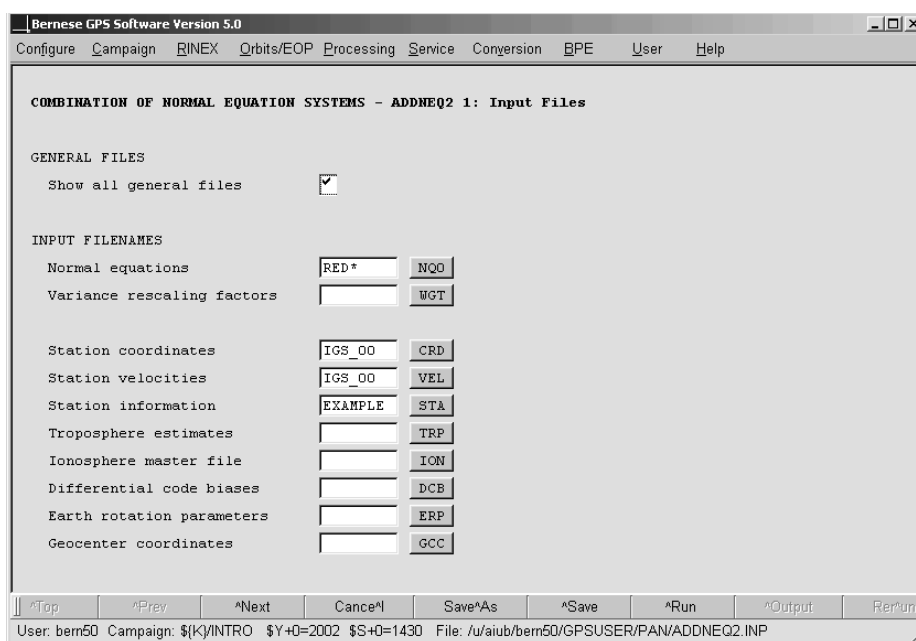 Bernese GPS Software Version 5.0
Configure Campaign RINEX Orbits/EOP Processing Service Conversion BPE User Help
COMBINATION OF NORMAL EQUATION SYSTEMS - ADDNEQ2 1: Input Files
GENERAL FILES
Show all general files
INPUT FILENAMES
Normal equations RED* NQ0
Variance rescaling factors WGT
Station coordinates IGS_00 CRD
Station velocities IGS_00 VEL
Station information EXAMPLE STA
Troposphere estimates TRP
Ionosphere master file ION
Differential code biases DCB
Earth rotation parameters ERP
Geocenter coordinates GCC
^Top ^Prev ^Next Cance^l Save^As ^Save ^Run ^Output Rer^un
User: bern50 Campaign: ${K}/INTRO $Y+0=2002 $S+0=1430 File: /u/aiub/bern50/GPSUSER/PAN/ADDNEQ2.INP